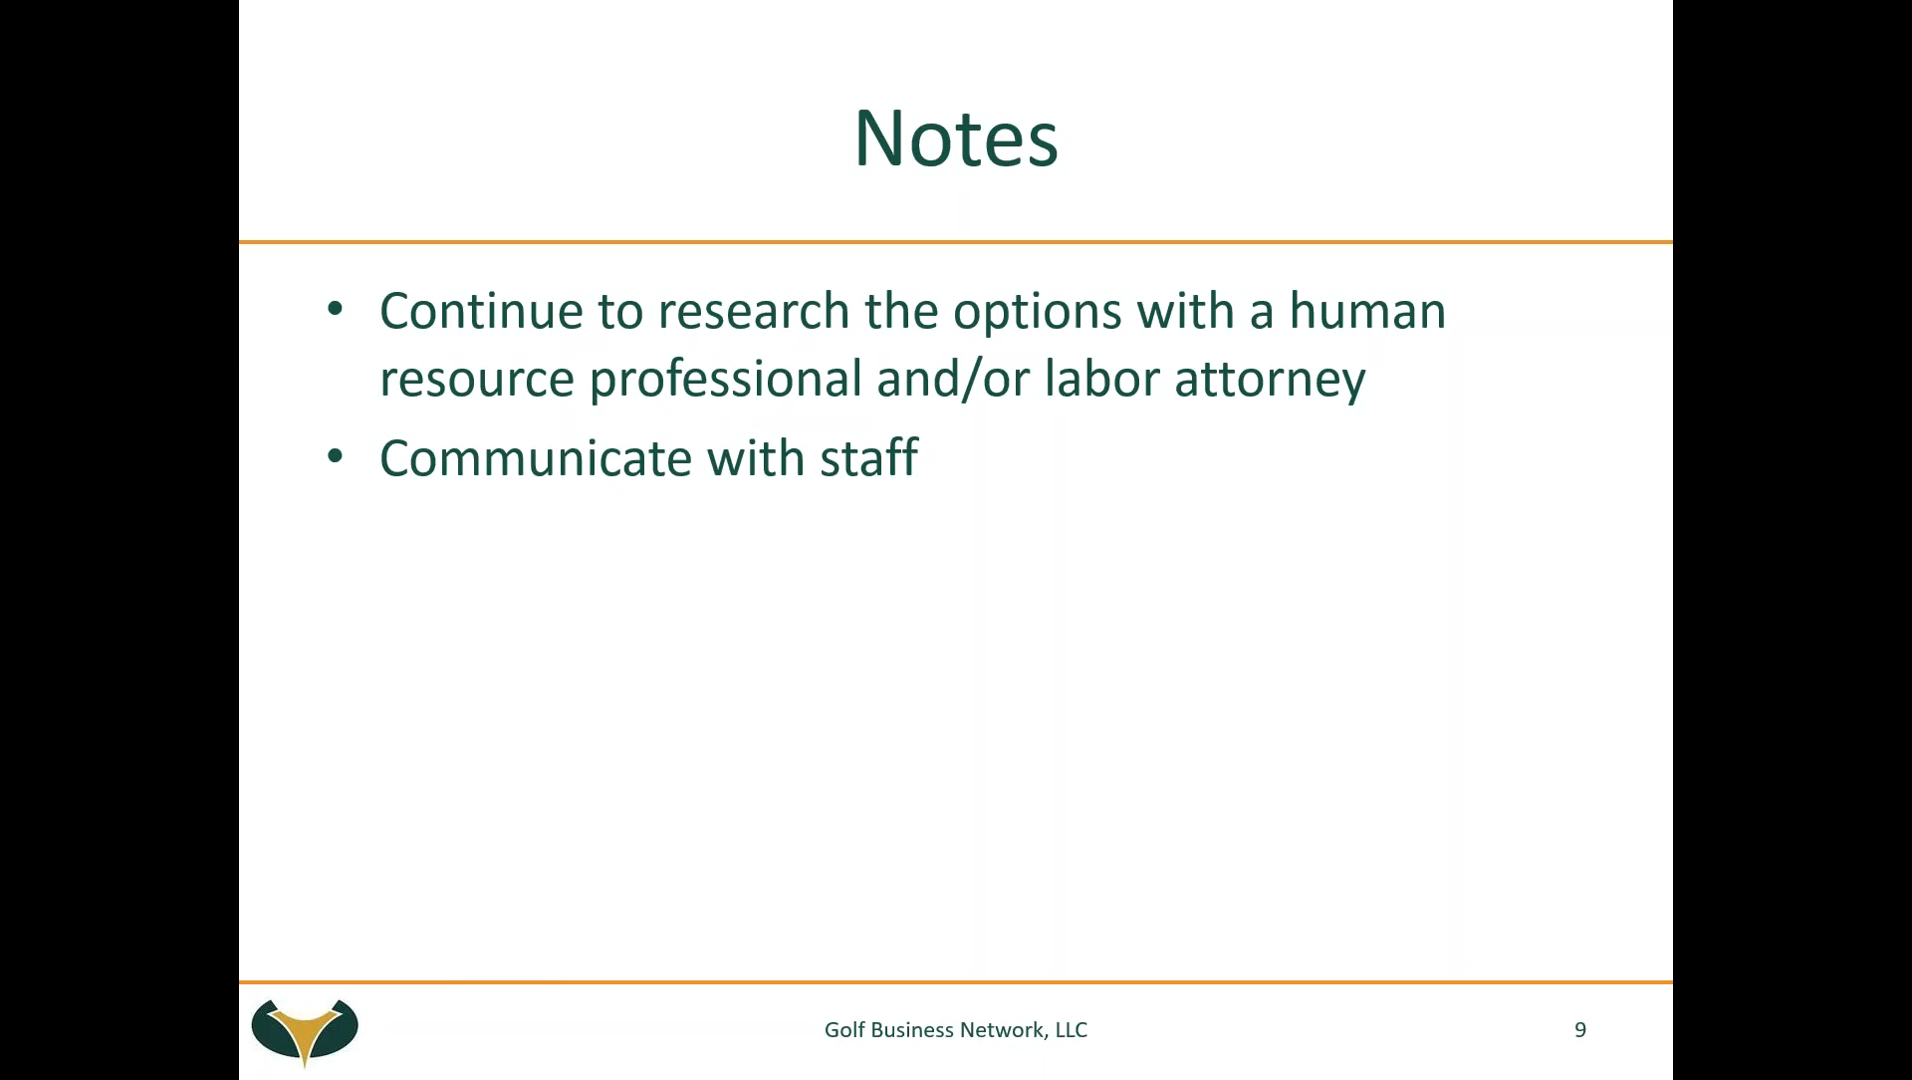 Notes
• Continue to research the options with a human
resource professional and/or labor attorney
• Communicate with staff
Golf Business Network, LLC
9